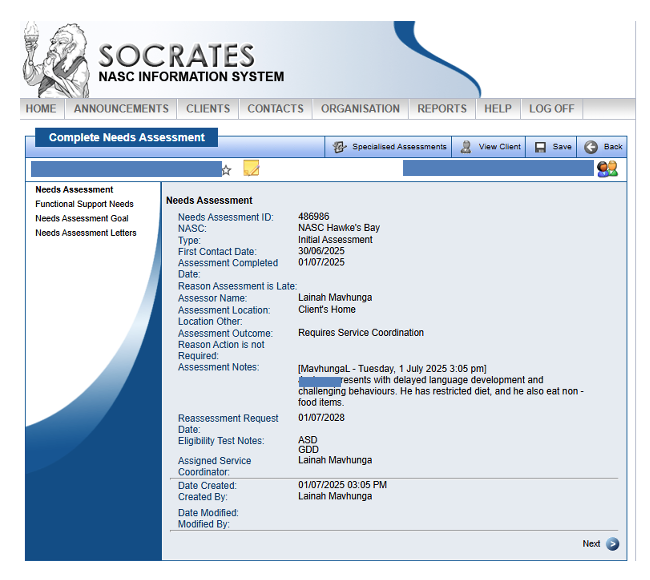 SOCRATES
NASC INFORMATION SYSTEM
HOME ANNOUNCEMENTS CLIENTS CONTACTS ORGANISATION REPORTS HELP LOG OFF
Complete Needs Assessment
Specialised Assessments View Client Save Back
Needs Assessment
Functional Support Needs
Needs Assessment Goal
Needs Assessment Letters
Needs Assessment
Needs Assessment ID: 486986
NASC: NASC Hawke's Bay
Type: Initial Assessment
First Contact Date: 30/06/2025
Assessment Completed 01/07/2025
Date:
Reason Assessment is Late:
Assessor Name: Lainah Mavhunga
Assessment Location: Client's Home
Location Other:
Assessment Outcome: Requires Service Coordination
Reason Action is not
Required:
Assessment Notes: [MavhungaL - Tuesday, 1 July 2025 3:05 pm]
resents with delayed language development and
challenging behaviours. He has restricted diet, and he also eat non -
food items.
Reassessment Request 01/07/2028
Date:
Eligibility Test Notes: ASD
GDD
Assigned Service Lainah Mavhunga
Coordinator:
Date Created: 01/07/2025 03:05 PM
Created By: Lainah Mavhunga
Date Modified:
Modified By:
Next